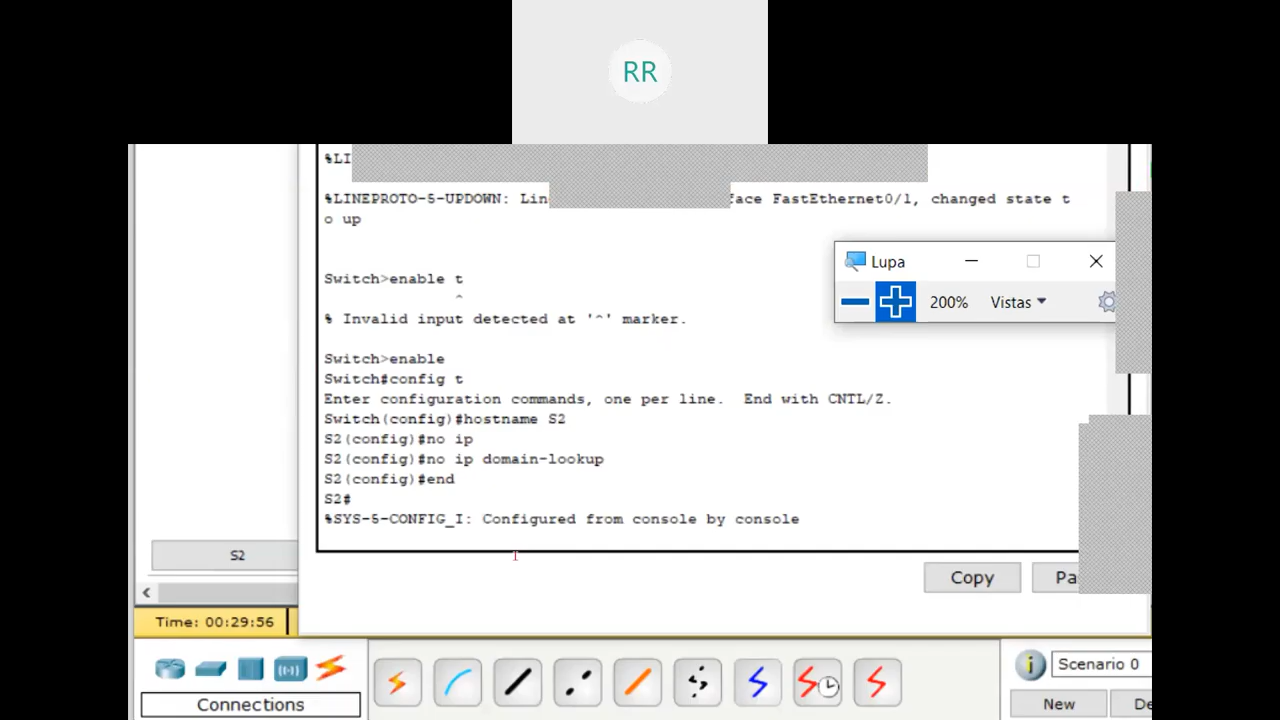 RR
%LI
%LINEPROTO-5-UPDOWN: Lin face FastEthernet0/1, changed state t
o up
Lupa
200% Vistas
Switch>enable t
^
% Invalid input detected at '^' marker.
Switch>enable
Switch#config t
Enter configuration commands, one per line. End with CNTL/Z.
Switch(config)#hostname S2
S2(config)#no ip
S2(config)#no ip domain-lookup
S2(config)#end
S2#
%SYS-5-CONFIG_I: Configured from console by console
S2
Copy
Pa
Time: 00:29:56
Scenario 0
Connections
New
De